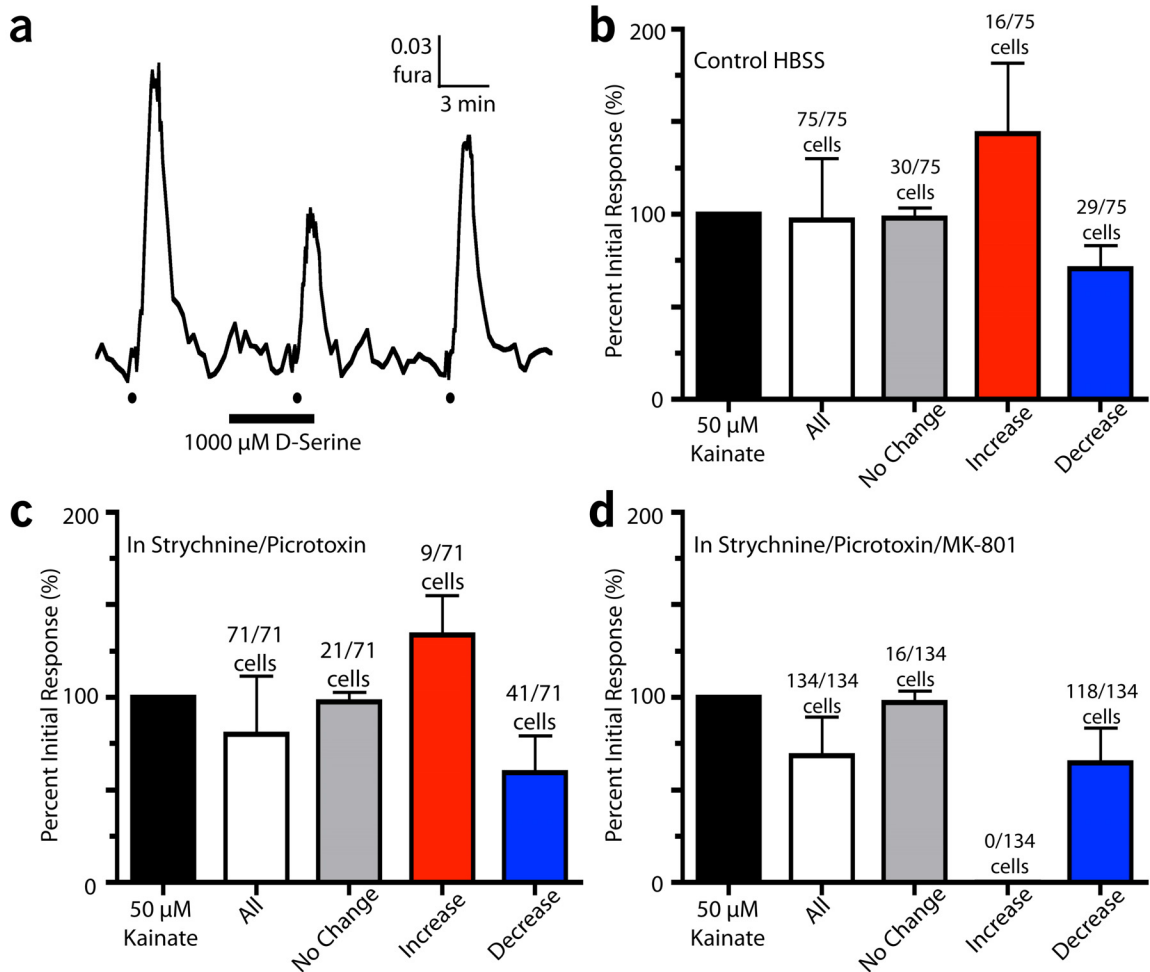 a
0.03
fura
3 min
1000 µM D-Serine
b
Control HBSS
Percent Initial Response (%)
200
100
0
75/75
cells
30/75
cells
16/75
cells
29/75
cells
50 µM
Kainate
All
No Change
Increase
Decrease
c
In Strychnine/Picrotoxin
Percent Initial Response (%)
200
100
0
71/71
cells
21/71
cells
9/71
cells
41/71
cells
50 µM
Kainate
All
No Change
Increase
Decrease
d
In Strychnine/Picrotoxin/MK-801
Percent Initial Response (%)
200
100
0
134/134
cells
16/134
cells
0/134
cells
118/134
cells
50 µM
Kainate
All
No Change
Increase
Decrease